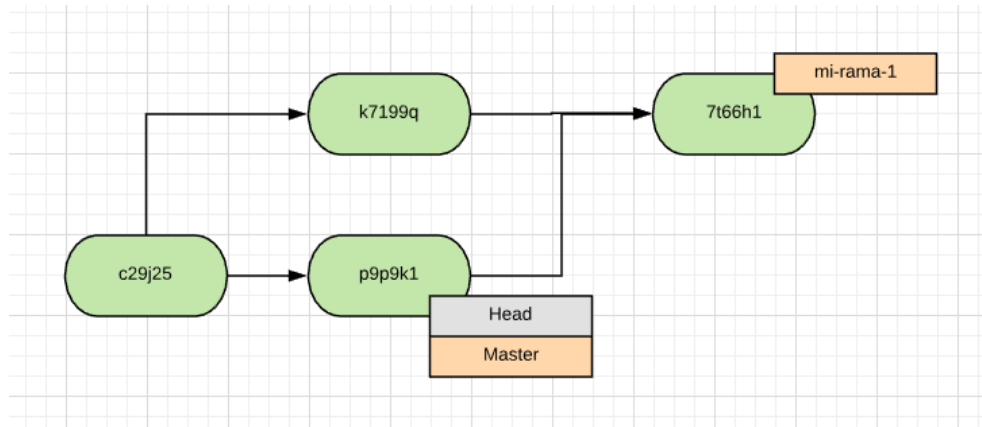 mi-rama-1
k7199q
7t66h1
c29j25
p9p9k1
Head
Master